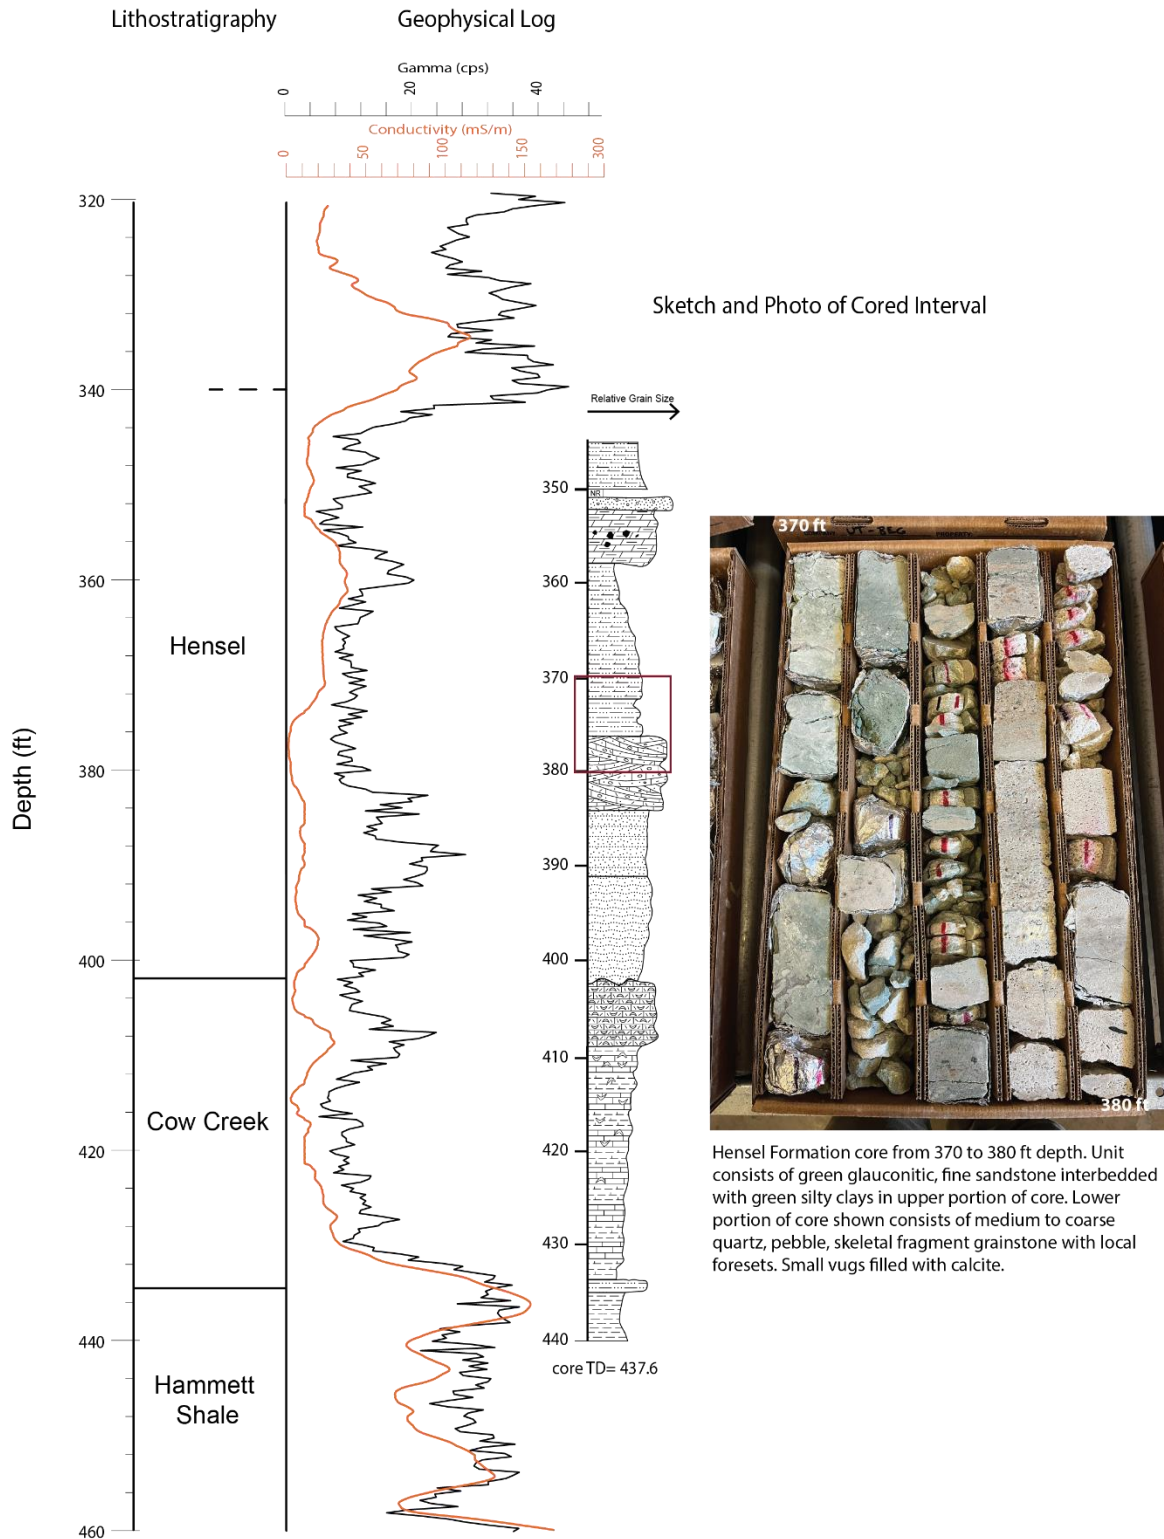 Lithostratigraphy
Geophysical Log
Gamma (cps)
0 20 40
Conductivity (mS/m)
0 50 100 150 300
Sketch and Photo of Cored Interval
Depth (ft)
320
340
360
380
400
420
440
460
Hensel
Cow Creek
Hammett
Shale
Relative Grain Size
NR
350
360
370
380
390
400
410
420
430
440
core TD= 437.6
370 ft
UT-BEG
380 ft
Hensel Formation core from 370 to 380 ft depth. Unit
consists of green glauconitic, fine sandstone interbedded
with green silty clays in upper portion of core. Lower
portion of core shown consists of medium to coarse
quartz, pebble, skeletal fragment grainstone with local
foresets. Small vugs filled with calcite.